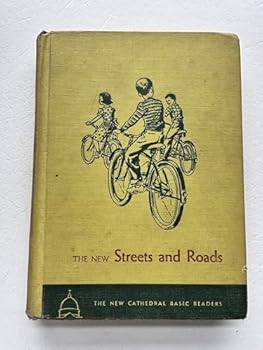 THE NEW Streets and Roads
THE NEW CATHEDRAL BASIC READERS